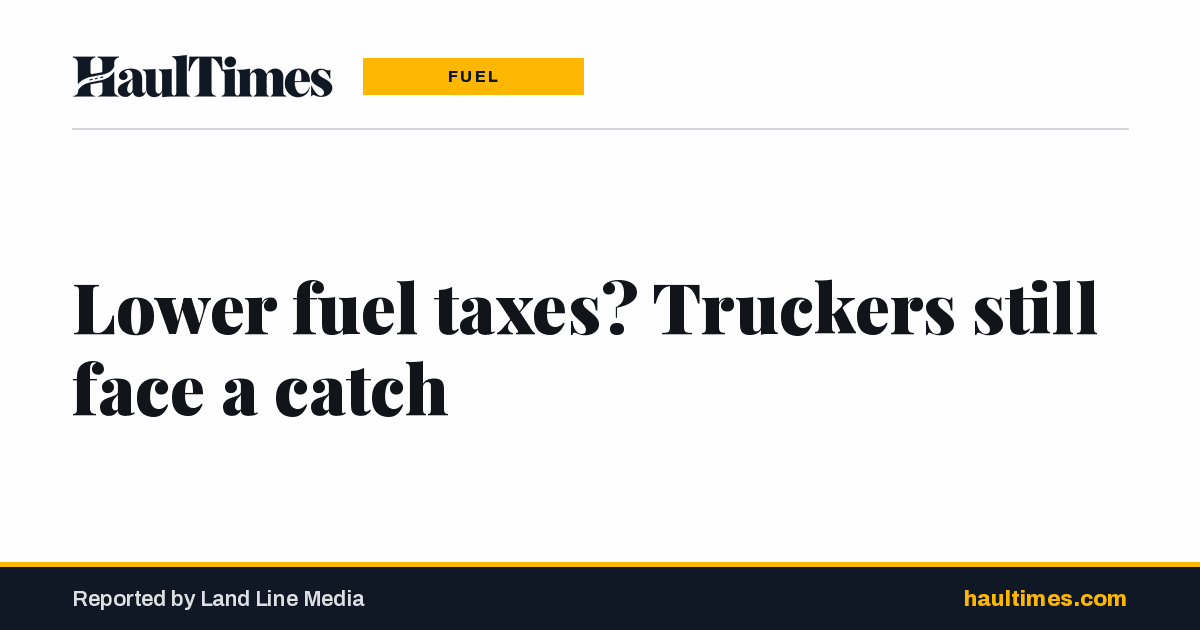 HaulTimes
FUEL
Lower fuel taxes? Truckers still
face a catch
Reported by Land Line Media
haultimes.com